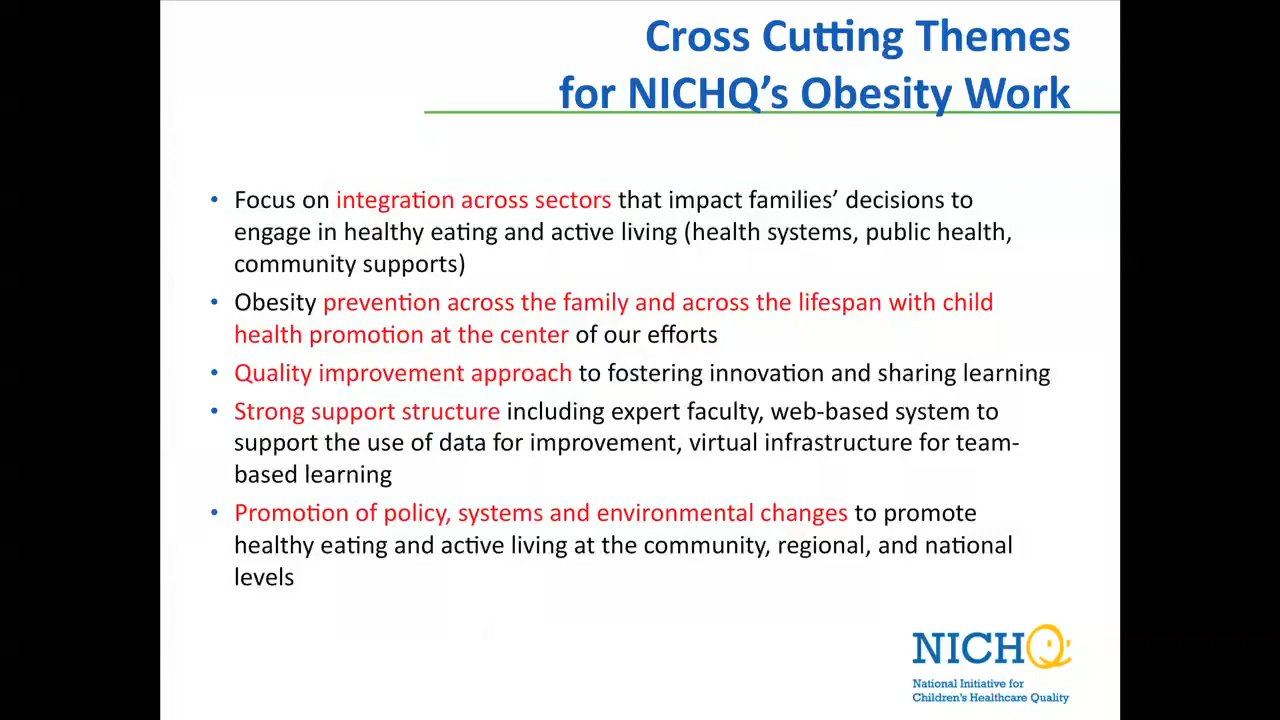 Cross Cutting Themes
for NICHQ’s Obesity Work
• Focus on integration across sectors that impact families’ decisions to
engage in healthy eating and active living (health systems, public health,
community supports)
• Obesity prevention across the family and across the lifespan with child
health promotion at the center of our efforts
• Quality improvement approach to fostering innovation and sharing learning
• Strong support structure including expert faculty, web-based system to
support the use of data for improvement, virtual infrastructure for team-
based learning
• Promotion of policy, systems and environmental changes to promote
healthy eating and active living at the community, regional, and national
levels
NICHQ
National Initiative for
Children’s Healthcare Quality